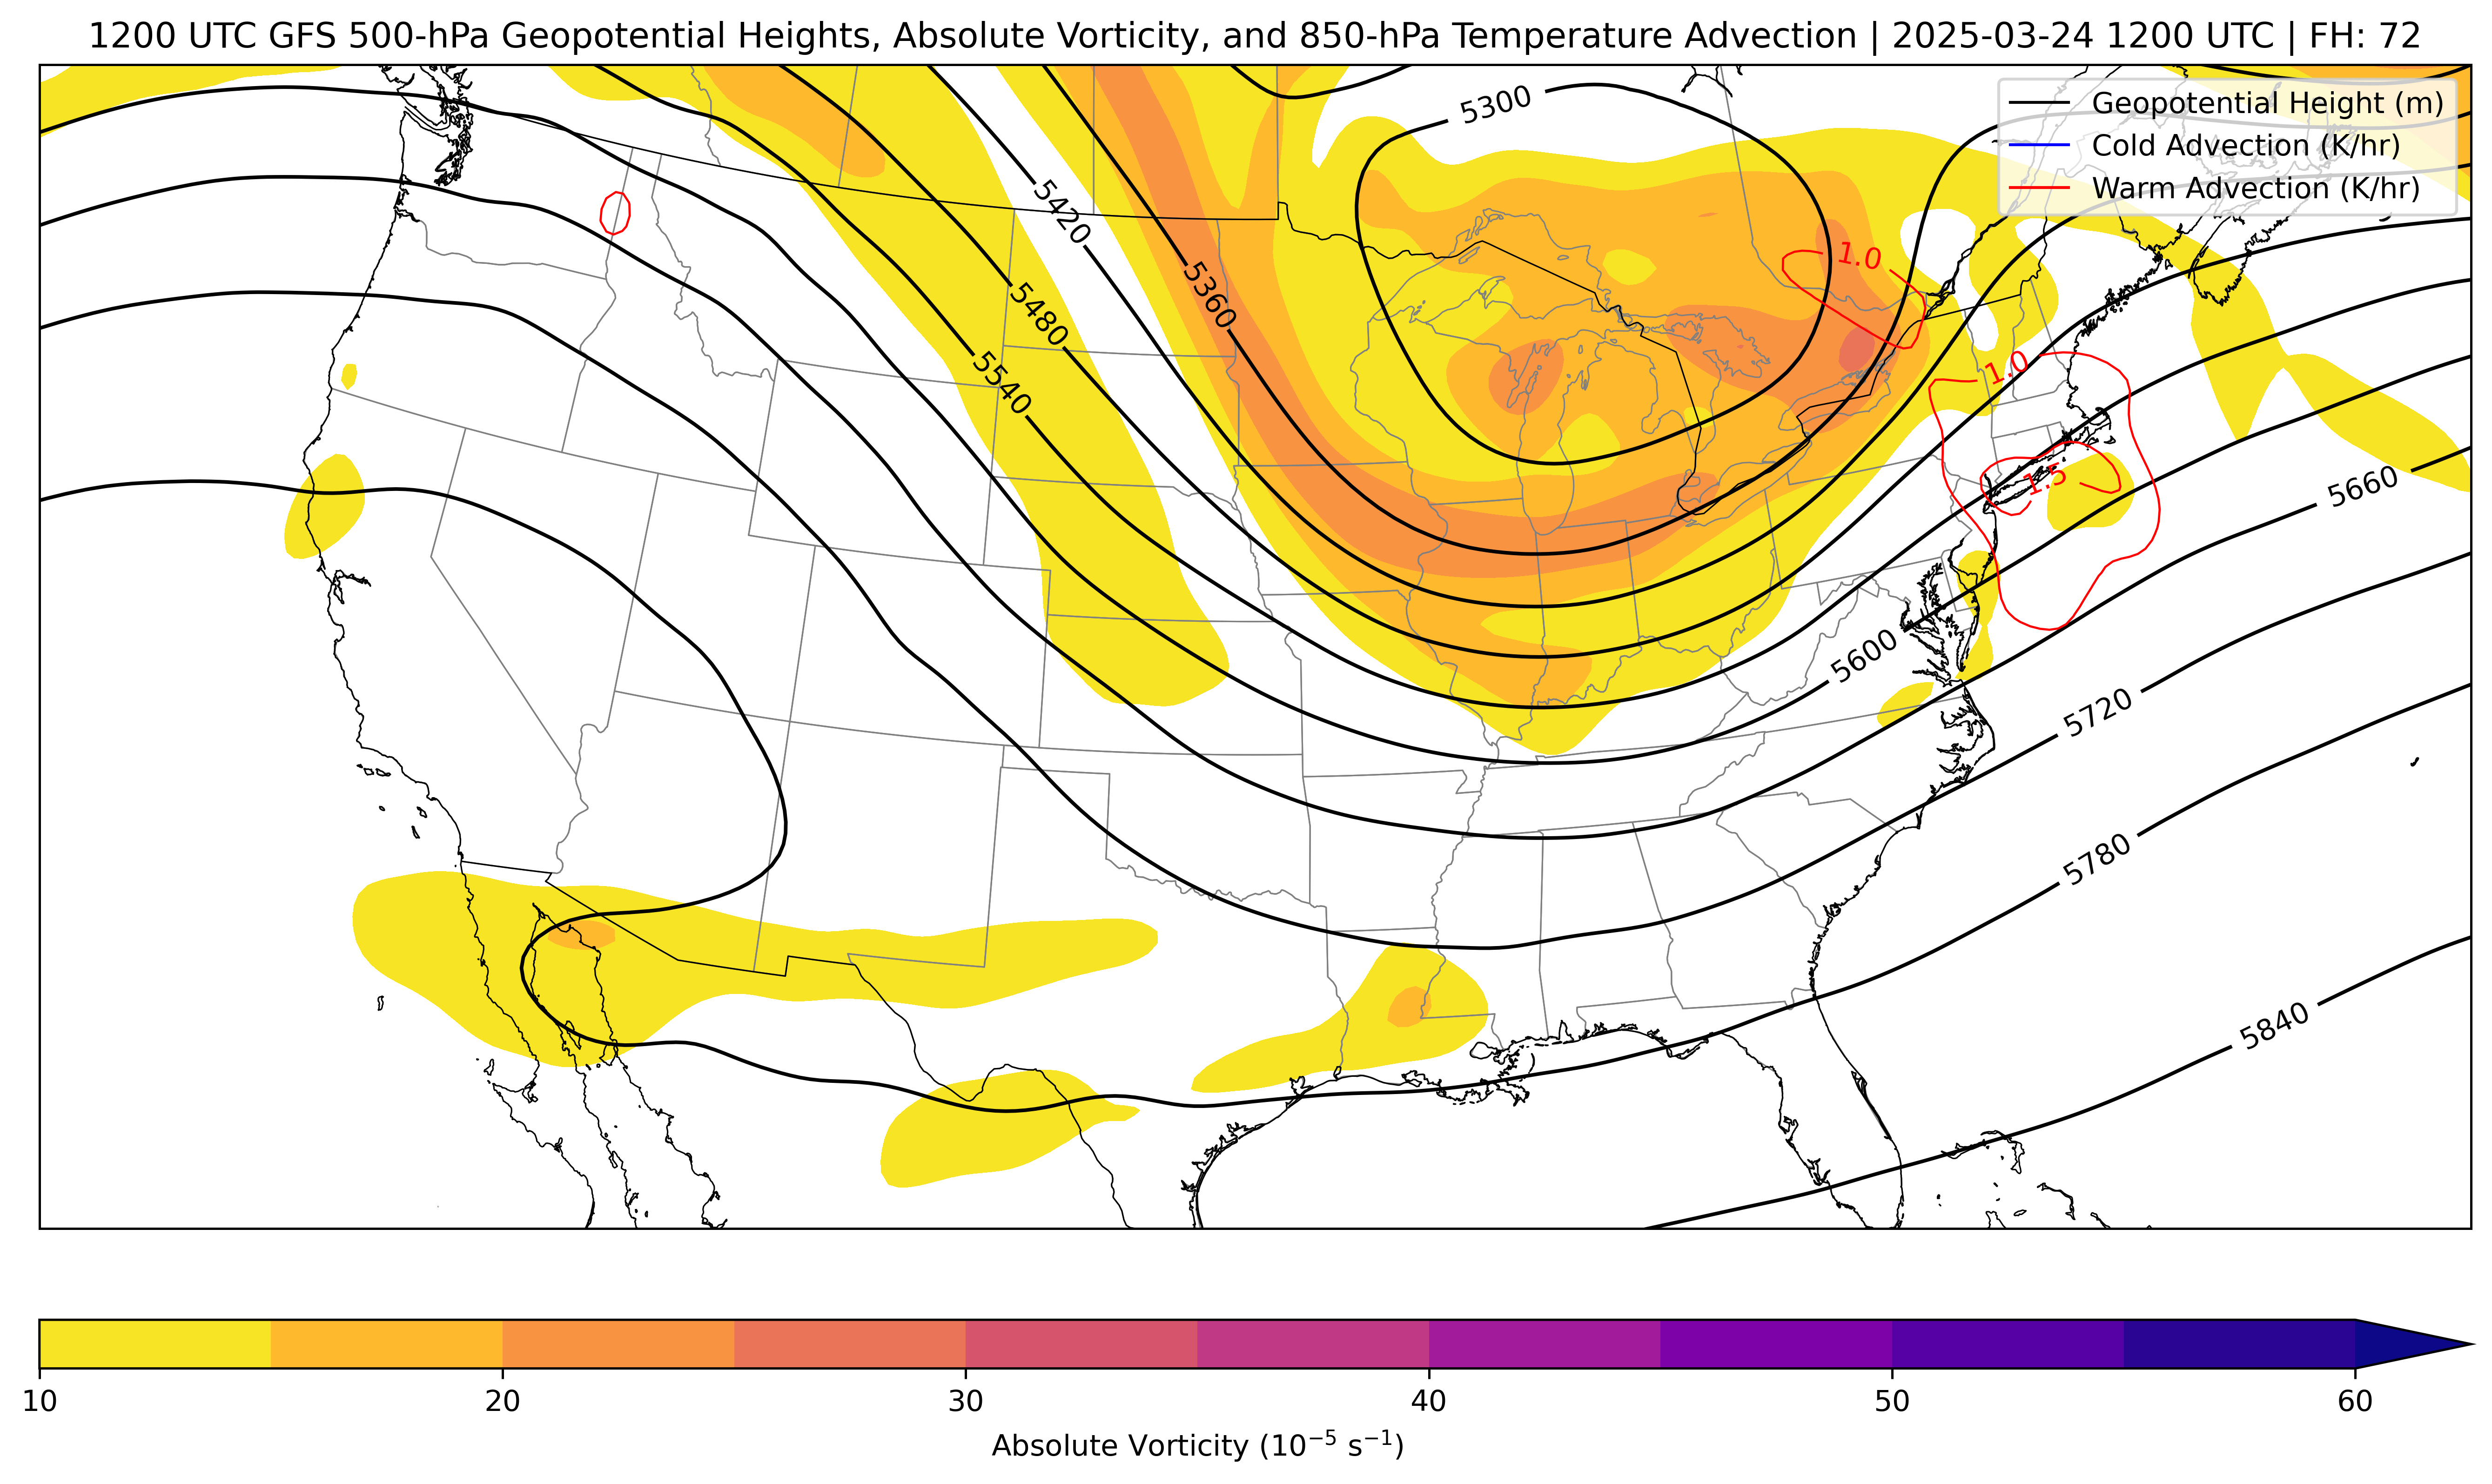 1200 UTC GFS 500-hPa Geopotential Heights, Absolute Vorticity, and 850-hPa Temperature Advection | 2025-03-24 1200 UTC | FH: 72
Geopotential Height (m)
Cold Advection (K/hr)
Warm Advection (K/hr)
5300
5420
5360
5480
5540
1.0
1.0
1.5
5660
5600
5720
5780
5840
10 20 30 40 50 60
Absolute Vorticity (10⁻⁵ s⁻¹)